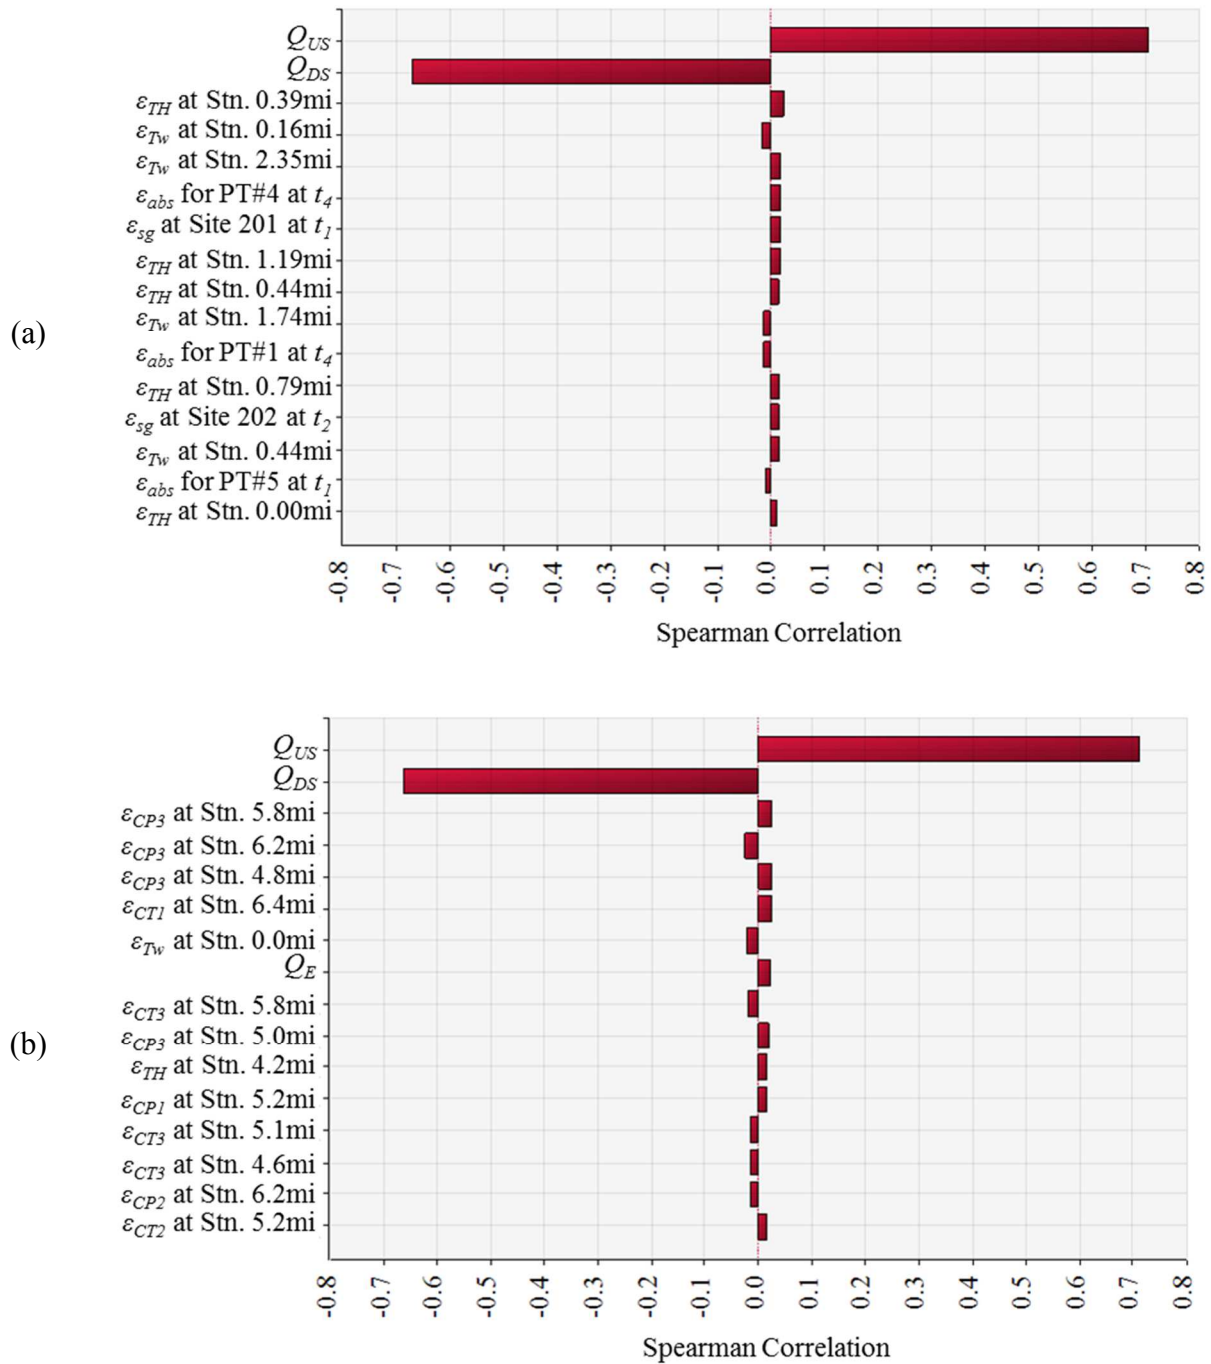 Q_US
Q_DS
ε_TH at Stn. 0.39mi
ε_Tw at Stn. 0.16mi
ε_Tw at Stn. 2.35mi
ε_abs for PT#4 at t_4
ε_sg at Site 201 at t_1
ε_TH at Stn. 1.19mi
ε_TH at Stn. 0.44mi
ε_Tw at Stn. 1.74mi
(a)
ε_abs for PT#1 at t_4
ε_TH at Stn. 0.79mi
ε_sg at Site 202 at t_2
ε_Tw at Stn. 0.44mi
ε_abs for PT#5 at t_1
ε_TH at Stn. 0.00mi
-0.8 -0.7 -0.6 -0.5 -0.4 -0.3 -0.2 -0.1 0.0 0.1 0.2 0.3 0.4 0.5 0.6 0.7 0.8
Spearman Correlation
Q_US
Q_DS
ε_CP3 at Stn. 5.8mi
ε_CP3 at Stn. 6.2mi
ε_CP3 at Stn. 4.8mi
ε_CT1 at Stn. 6.4mi
ε_Tw at Stn. 0.0mi
Q_E
ε_CT3 at Stn. 5.8mi
ε_CP3 at Stn. 5.0mi
(b)
ε_TH at Stn. 4.2mi
ε_CP1 at Stn. 5.2mi
ε_CT3 at Stn. 5.1mi
ε_CT3 at Stn. 4.6mi
ε_CP2 at Stn. 6.2mi
ε_CT2 at Stn. 5.2mi
-0.8 -0.7 -0.6 -0.5 -0.4 -0.3 -0.2 -0.1 0.0 0.1 0.2 0.3 0.4 0.5 0.6 0.7 0.8
Spearman Correlation